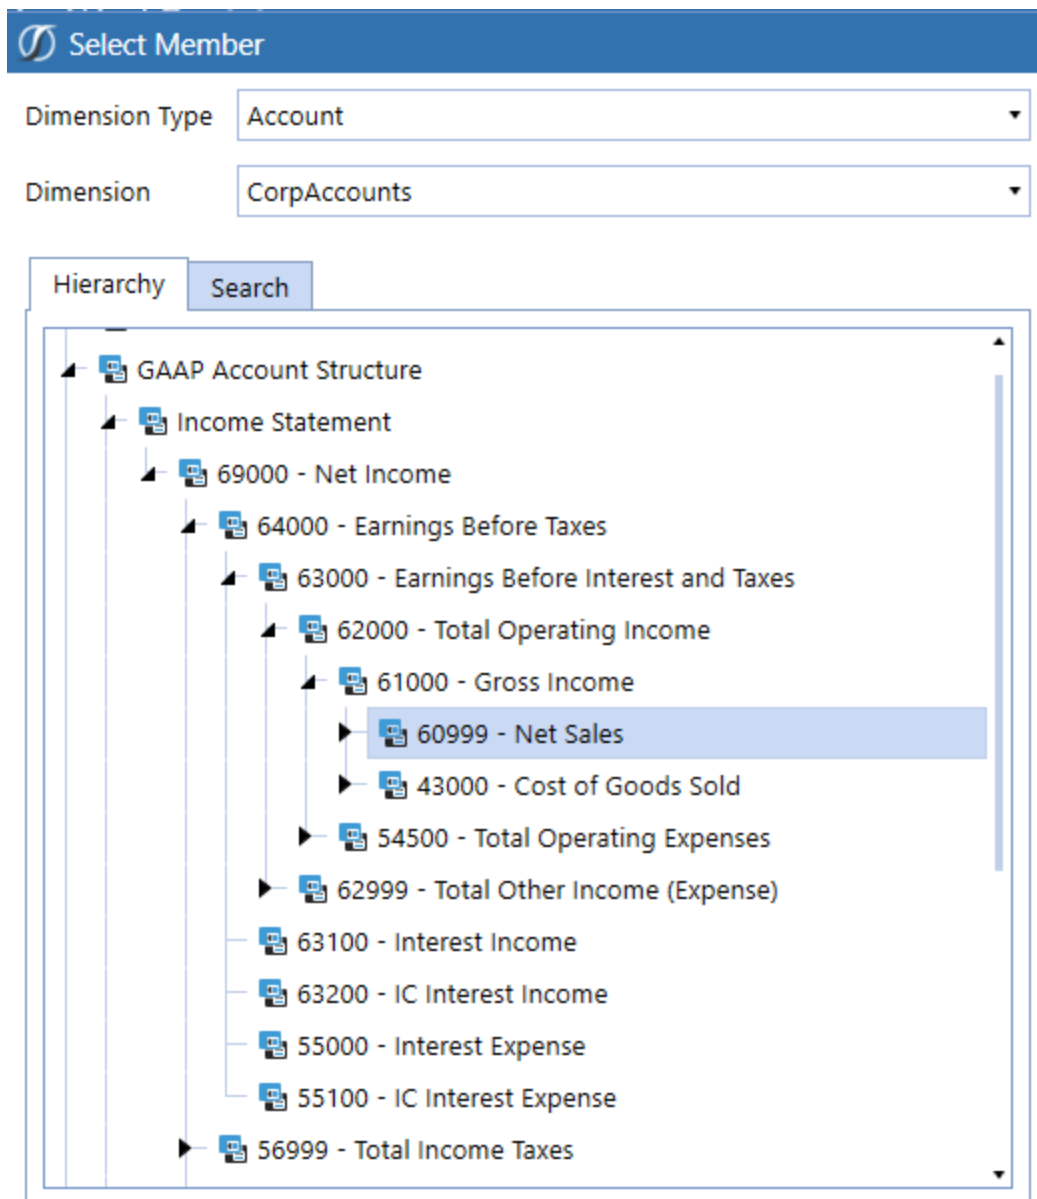 Select Member
Dimension Type Account
Dimension CorpAccounts
Hierarchy Search
GAAP Account Structure
Income Statement
69000 - Net Income
64000 - Earnings Before Taxes
63000 - Earnings Before Interest and Taxes
62000 - Total Operating Income
61000 - Gross Income
60999 - Net Sales
43000 - Cost of Goods Sold
54500 - Total Operating Expenses
62999 - Total Other Income (Expense)
63100 - Interest Income
63200 - IC Interest Income
55000 - Interest Expense
55100 - IC Interest Expense
56999 - Total Income Taxes